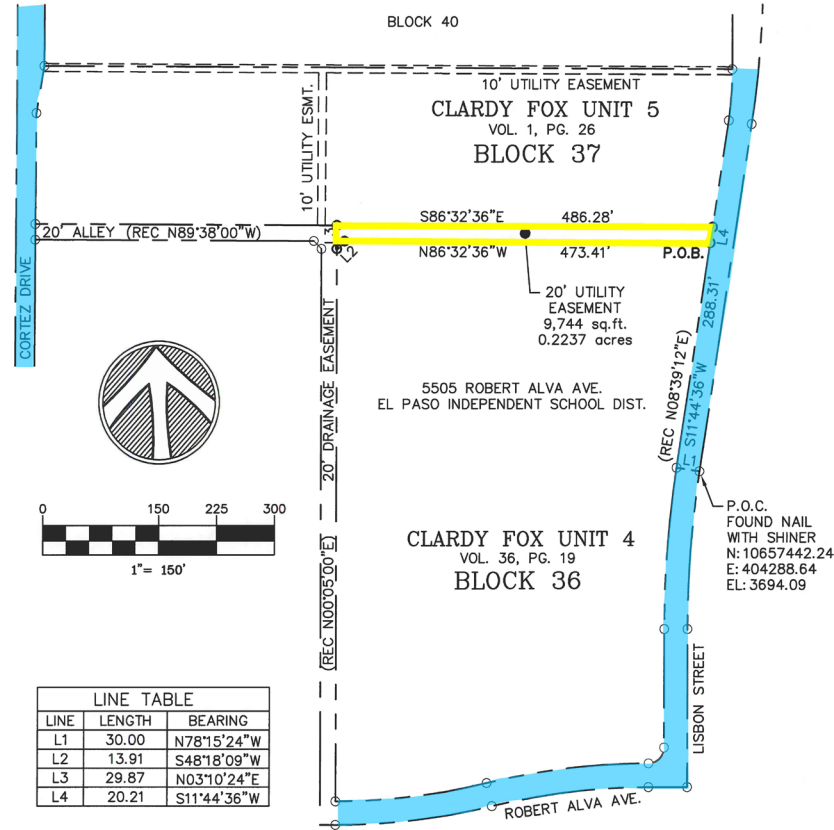 BLOCK 40
10' UTILITY EASEMENT
CLARDY FOX UNIT 5
VOL. 1, PG. 26
BLOCK 37
10' UTILITY ESMT.
20' ALLEY (REC N89°38'00"W)
S86°32'36"E 486.28'
N86°32'36"W 473.41' P.O.B.
L2
L4
20' UTILITY
EASEMENT
9,744 sq.ft.
0.2237 acres
CORTEZ DRIVE
20' DRAINAGE EASEMENT
(REC N00°05'00"E)
5505 ROBERT ALVA AVE.
EL PASO INDEPENDENT SCHOOL DIST.
(REC N08°39'12"E)
S11°44'36"W 288.31'
L1
P.O.C.
FOUND NAIL
WITH SHINER
N: 10657442.24
E: 404288.64
EL: 3694.09
0 150 225 300
1"= 150'
CLARDY FOX UNIT 4
VOL. 36, PG. 19
BLOCK 36
LISBON STREET
ROBERT ALVA AVE.
LINE TABLE
LINE LENGTH BEARING
L1 30.00 N78°15'24"W
L2 13.91 S48°18'09"W
L3 29.87 N03°10'24"E
L4 20.21 S11°44'36"W